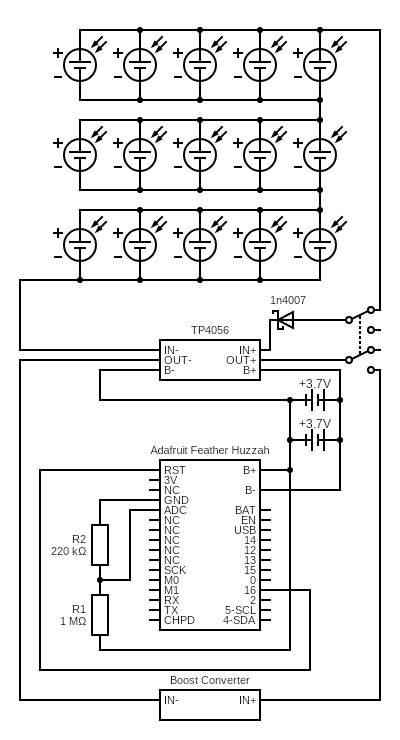 + + + + +
− − − − −
+ + + + +
− − − − −
+ + + + +
− − − − −
1n4007
TP4056
IN- IN+
OUT- OUT+
B- B+
+3.7V
+3.7V
Adafruit Feather Huzzah
RST B+
3V
NC B-
GND
ADC BAT
NC EN
NC USB
NC 14
NC 12
NC 13
SCK 15
M0 0
M1 16
RX 2
TX 5-SCL
CHPD 4-SDA
R2
220 kΩ
R1
1 MΩ
Boost Converter
IN- IN+